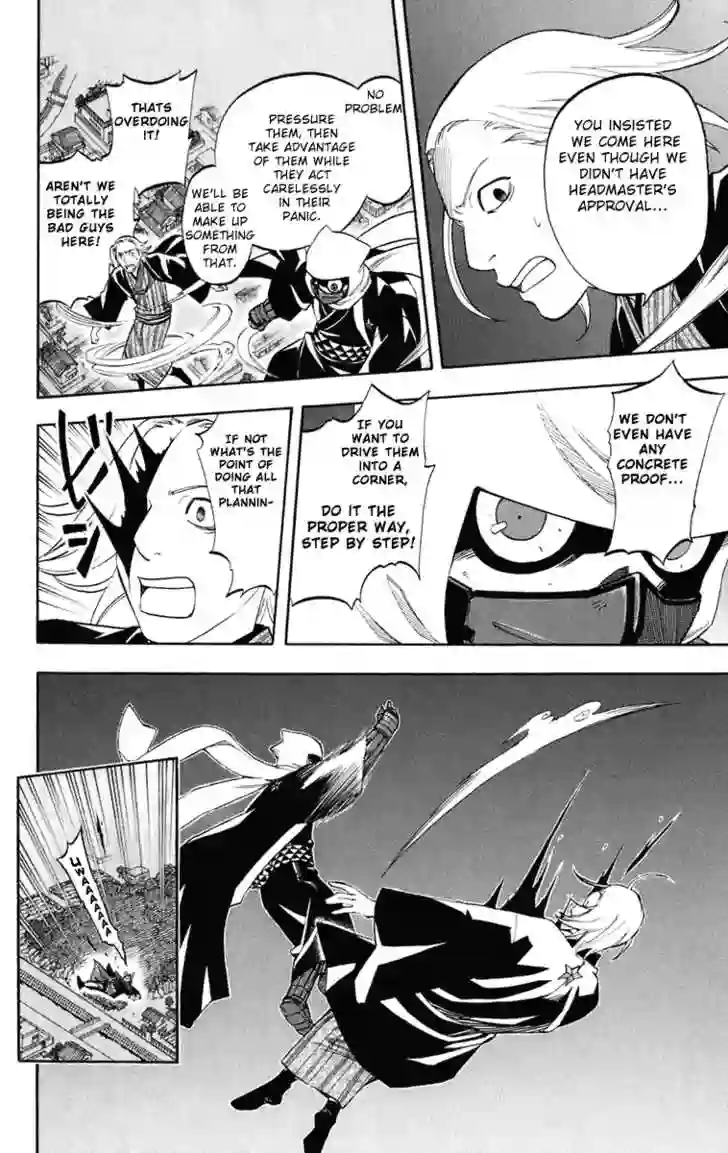 YOU INSISTED
WE COME HERE
EVEN THOUGH WE
DIDN'T HAVE
HEADMASTER'S
APPROVAL...
NO
PROBLEM
PRESSURE
THEM, THEN
TAKE ADVANTAGE
OF THEM WHILE
THEY ACT
CARELESSLY
IN THEIR
PANIC.
WE'LL BE
ABLE TO
MAKE UP
SOMETHING
FROM
THAT.
THATS
OVERDOING
IT!
AREN'T WE
TOTALLY
BEING THE
BAD GUYS
HERE!
WE DON'T
EVEN HAVE
ANY
CONCRETE
PROOF...
IF YOU
WANT TO
DRIVE THEM
INTO A
CORNER,
DO IT THE
PROPER WAY,
STEP BY STEP!
IF NOT
WHAT'S THE
POINT OF
DOING ALL
THAT
PLANNIN-
UWAAAAAAAA